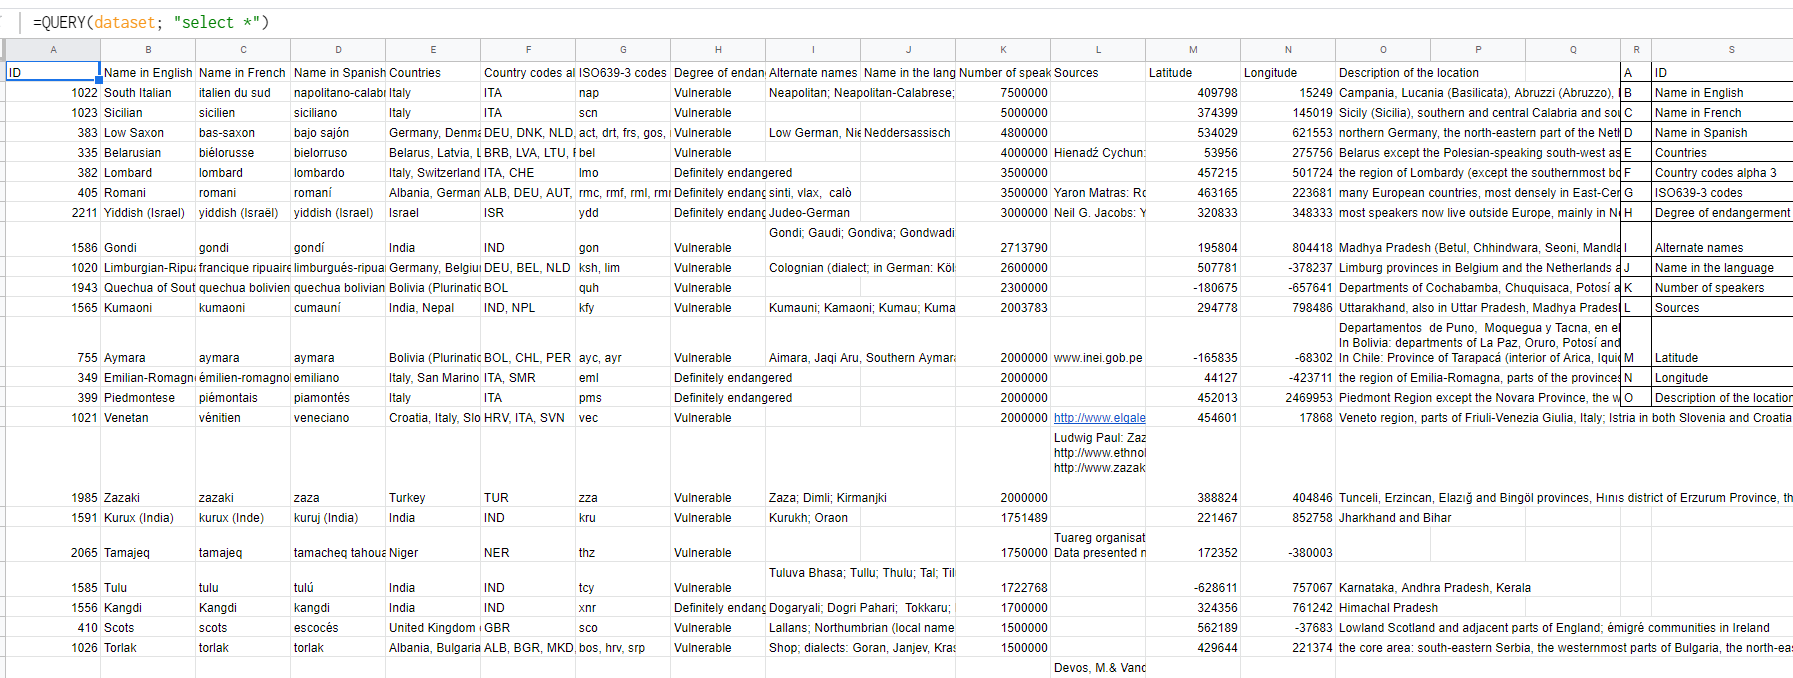 =QUERY(dataset; "select *")
A B C D E F G H I J K L M N O P Q R S
ID Name in English Name in French Name in Spanish Countries Country codes al ISO639-3 codes Degree of endan Alternate names Name in the lang Number of speak Sources Latitude Longitude Description of the location A ID
1022 South Italian italien du sud napolitano-calabr Italy ITA nap Vulnerable Neapolitan; Neapolitan-Calabrese; 7500000 409798 15249 Campania, Lucania (Basilicata), Abruzzi (Abruzzo), B Name in English
1023 Sicilian sicilien siciliano Italy ITA scn Vulnerable 5000000 374399 145019 Sicily (Sicilia), southern and central Calabria and sou C Name in French
383 Low Saxon bas-saxon bajo sajón Germany, Denma DEU, DNK, NLD, act, drt, frs, gos, Vulnerable Low German, Nie Neddersassisch 4800000 534029 621553 northern Germany, the north-eastern part of the Net D Name in Spanish
335 Belarusian biélorusse bielorruso Belarus, Latvia, L BRB, LVA, LTU, bel Vulnerable 4000000 Hienadź Cychun: 53956 275756 Belarus except the Polesian-speaking south-west as E Countries
382 Lombard lombard lombardo Italy, Switzerland ITA, CHE lmo Definitely endangered 3500000 457215 501724 the region of Lombardy (except the southernmost bo F Country codes alpha 3
405 Romani romani romaní Albania, German ALB, DEU, AUT, rmc, rmf, rml, rm Definitely endang sinti, vlax, calò 3500000 Yaron Matras: Ro 463165 223681 many European countries, most densely in East-Cen G ISO639-3 codes
2211 Yiddish (Israel) yiddish (Israël) yiddish (Israel) Israel ISR ydd Definitely endang Judeo-German 3000000 Neil G. Jacobs: Y 320833 348333 most speakers now live outside Europe, mainly in N H Degree of endangerment
1586 Gondi gondi gondí India IND gon Vulnerable Gondi; Gaudi; Gondiva; Gondwadi 2713790 195804 804418 Madhya Pradesh (Betul, Chhindwara, Seoni, Mandla I Alternate names
1020 Limburgian-Ripua francique ripuaire limburgués-ripua Germany, Belgiu DEU, BEL, NLD ksh, lim Vulnerable Colognian (dialect; in German: Köl 2600000 507781 -378237 Limburg provinces in Belgium and the Netherlands a J Name in the language
1943 Quechua of Sout quechua bolivien quechua bolivian Bolivia (Plurinatic BOL quh Vulnerable 2300000 -180675 -657641 Departments of Cochabamba, Chuquisaca, Potosí a K Number of speakers
1565 Kumaoni kumaoni cumauní India, Nepal IND, NPL kfy Vulnerable Kumauni; Kamaoni; Kumau; Kuma 2003783 294778 798486 Uttarakhand, also in Uttar Pradesh, Madhya Prades L Sources
Departamentos de Puno, Moquegua y Tacna, en el
In Bolivia: departments of La Paz, Oruro, Potosí and
755 Aymara aymara aymara Bolivia (Plurinatic BOL, CHL, PER ayc, ayr Vulnerable Aimara, Jaqi Aru, Southern Aymar 2000000 www.inei.gob.pe -165835 -68302 In Chile: Province of Tarapacá (interior of Arica, Iqui M Latitude
349 Emilian-Romagn émilien-romagnol emiliano Italy, San Marino ITA, SMR eml Definitely endangered 2000000 44127 -423711 the region of Emilia-Romagna, parts of the provinces N Longitude
399 Piedmontese piémontais piamontés Italy ITA pms Definitely endangered 2000000 452013 2469953 Piedmont Region except the Novara Province, the w O Description of the location
1021 Venetan vénitien veneciano Croatia, Italy, Slo HRV, ITA, SVN vec Vulnerable 2000000 http://www.elgale 454601 17868 Veneto region, parts of Friuli-Venezia Giulia, Italy; Istria in both Slovenia and Croatia
Ludwig Paul: Zaz
http://www.ethnol
http://www.zazak
1985 Zazaki zazaki zaza Turkey TUR zza Vulnerable Zaza; Dimli; Kirmanjki 2000000 388824 404846 Tunceli, Erzincan, Elazığ and Bingöl provinces, Hınıs district of Erzurum Province, th
1591 Kurux (India) kurux (Inde) kuruj (India) India IND kru Vulnerable Kurukh; Oraon 1751489 221467 852758 Jharkhand and Bihar
Tuareg organisat
2065 Tamajeq tamajeq tamacheq tahoua Niger NER thz Vulnerable 1750000 Data presented n 172352 -380003
Tuluva Bhasa; Tullu; Thulu; Tal; Til
1585 Tulu tulu tulú India IND tcy Vulnerable 1722768 -628611 757067 Karnataka, Andhra Pradesh, Kerala
1556 Kangdi Kangdi kangdi India IND xnr Definitely endang Dogaryali; Dogri Pahari; Tokkaru; 1700000 324356 761242 Himachal Pradesh
410 Scots scots escocés United Kingdom GBR sco Vulnerable Lallans; Northumbrian (local name 1500000 562189 -37683 Lowland Scotland and adjacent parts of England; émigré communities in Ireland
1026 Torlak torlak torlak Albania, Bulgaria ALB, BGR, MKD, bos, hrv, srp Vulnerable Shop; dialects: Goran, Janjev, Kras 1500000 429644 221374 the core area: south-eastern Serbia, the westernmost parts of Bulgaria, the north-ea
Devos, M.& Vand